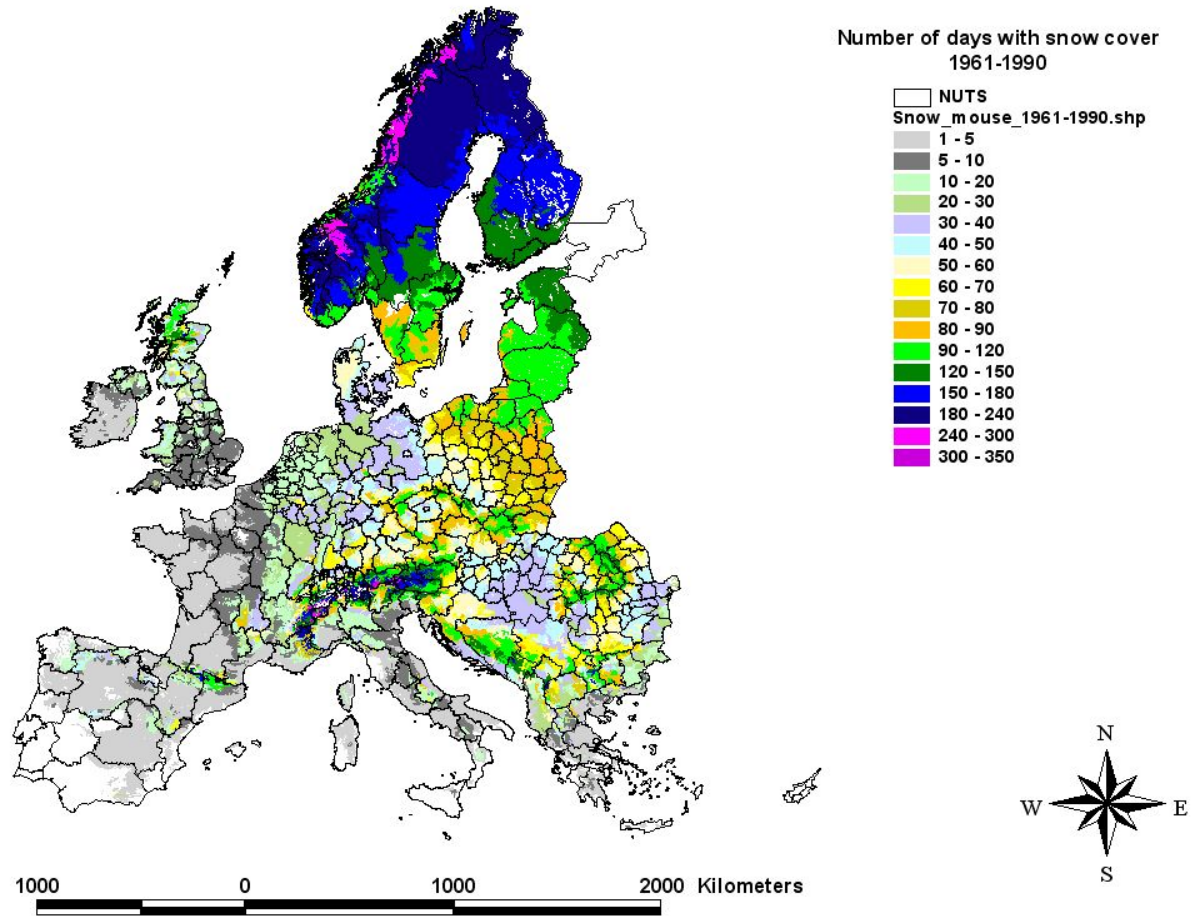 Number of days with snow cover
1961-1990
NUTS
Snow_mouse_1961-1990.shp
1 - 5
5 - 10
10 - 20
20 - 30
30 - 40
40 - 50
50 - 60
60 - 70
70 - 80
80 - 90
90 - 120
120 - 150
150 - 180
180 - 240
240 - 300
300 - 350
N
W E
S
1000 0 1000 2000 Kilometers